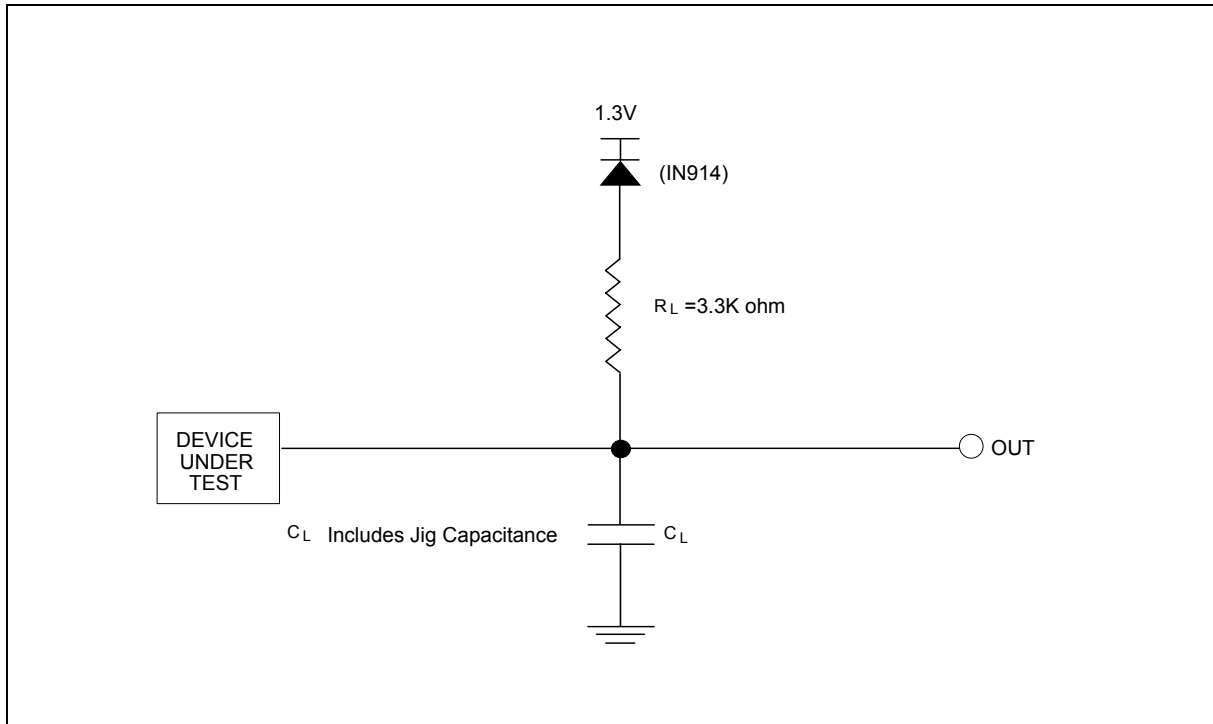 1.3V
(IN914)
RL =3.3K ohm
DEVICE
UNDER
TEST
OUT
CL Includes Jig Capacitance
CL